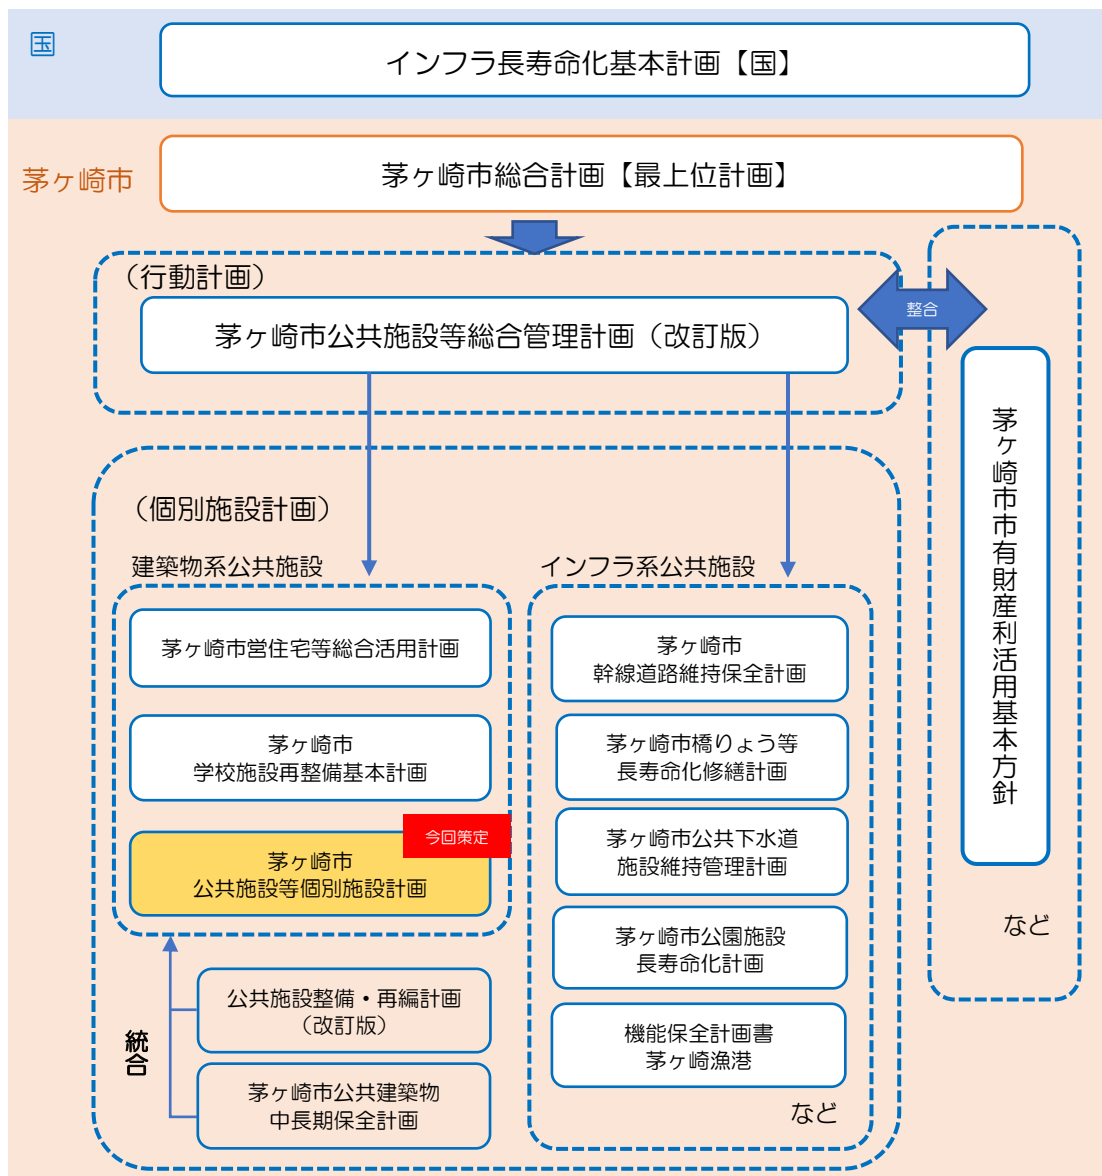 国
インフラ長寿命化基本計画【国】
茅ヶ崎市
茅ヶ崎市総合計画【最上位計画】
（行動計画）
茅ヶ崎市公共施設等総合管理計画（改訂版）
整合
茅ヶ崎市市有財産利活用基本方針
など
（個別施設計画）
建築物系公共施設
茅ヶ崎市営住宅等総合活用計画
茅ヶ崎市
学校施設再整備基本計画
今回策定
茅ヶ崎市
公共施設等個別施設計画
統合
公共施設整備・再編計画
（改訂版）
茅ヶ崎市公共建築物
中長期保全計画
インフラ系公共施設
茅ヶ崎市
幹線道路維持保全計画
茅ヶ崎市橋りょう等
長寿命化修繕計画
茅ヶ崎市公共下水道
施設維持管理計画
茅ヶ崎市公園施設
長寿命化計画
機能保全計画書
茅ヶ崎漁港
など